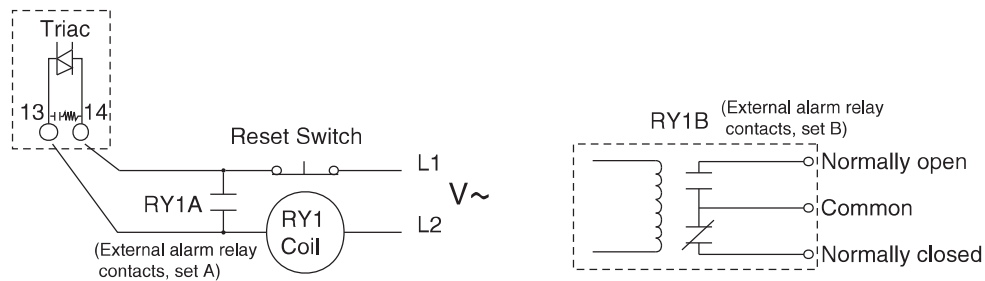 Triac
13
14
Reset Switch
L1
V~
RY1A
RY1
Coil
L2
(External alarm relay
contacts, set A)
RY1B
(External alarm relay
contacts, set B)
Normally open
Common
Normally closed